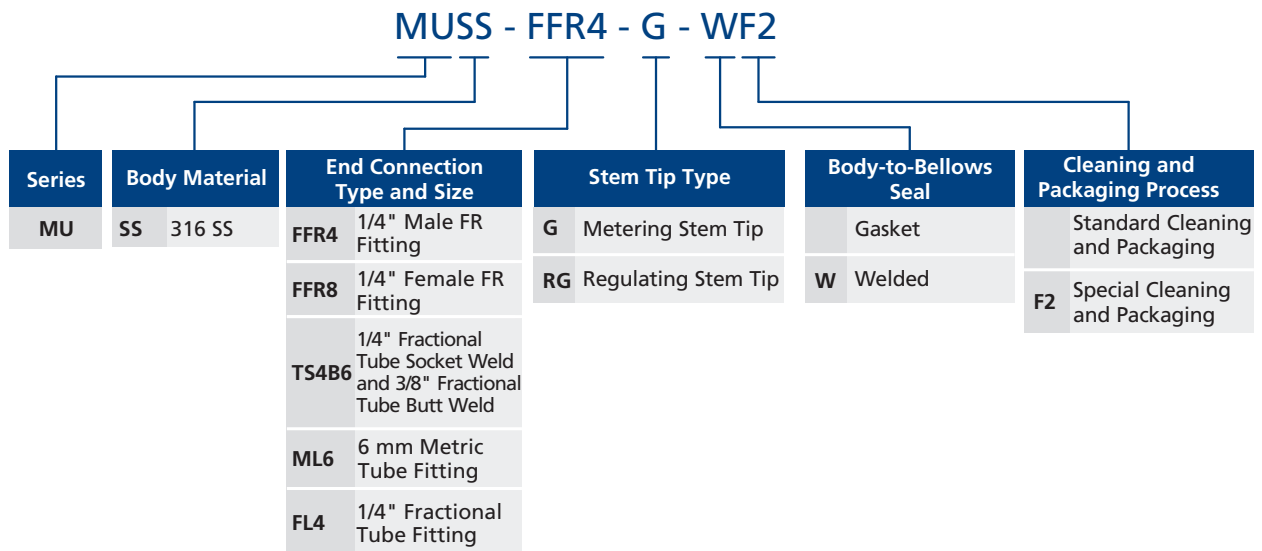 MUSS - FFR4 - G - WF2
Series
MU
Body Material
SS 316 SS
End Connection
Type and Size
FFR4 1/4" Male FR
Fitting
FFR8 1/4" Female FR
Fitting
TS4B6 1/4" Fractional
Tube Socket Weld
and 3/8" Fractional
Tube Butt Weld
ML6 6 mm Metric
Tube Fitting
FL4 1/4" Fractional
Tube Fitting
Stem Tip Type
G Metering Stem Tip
RG Regulating Stem Tip
Body-to-Bellows
Seal
Gasket
W Welded
Cleaning and
Packaging Process
Standard Cleaning
and Packaging
F2 Special Cleaning
and Packaging